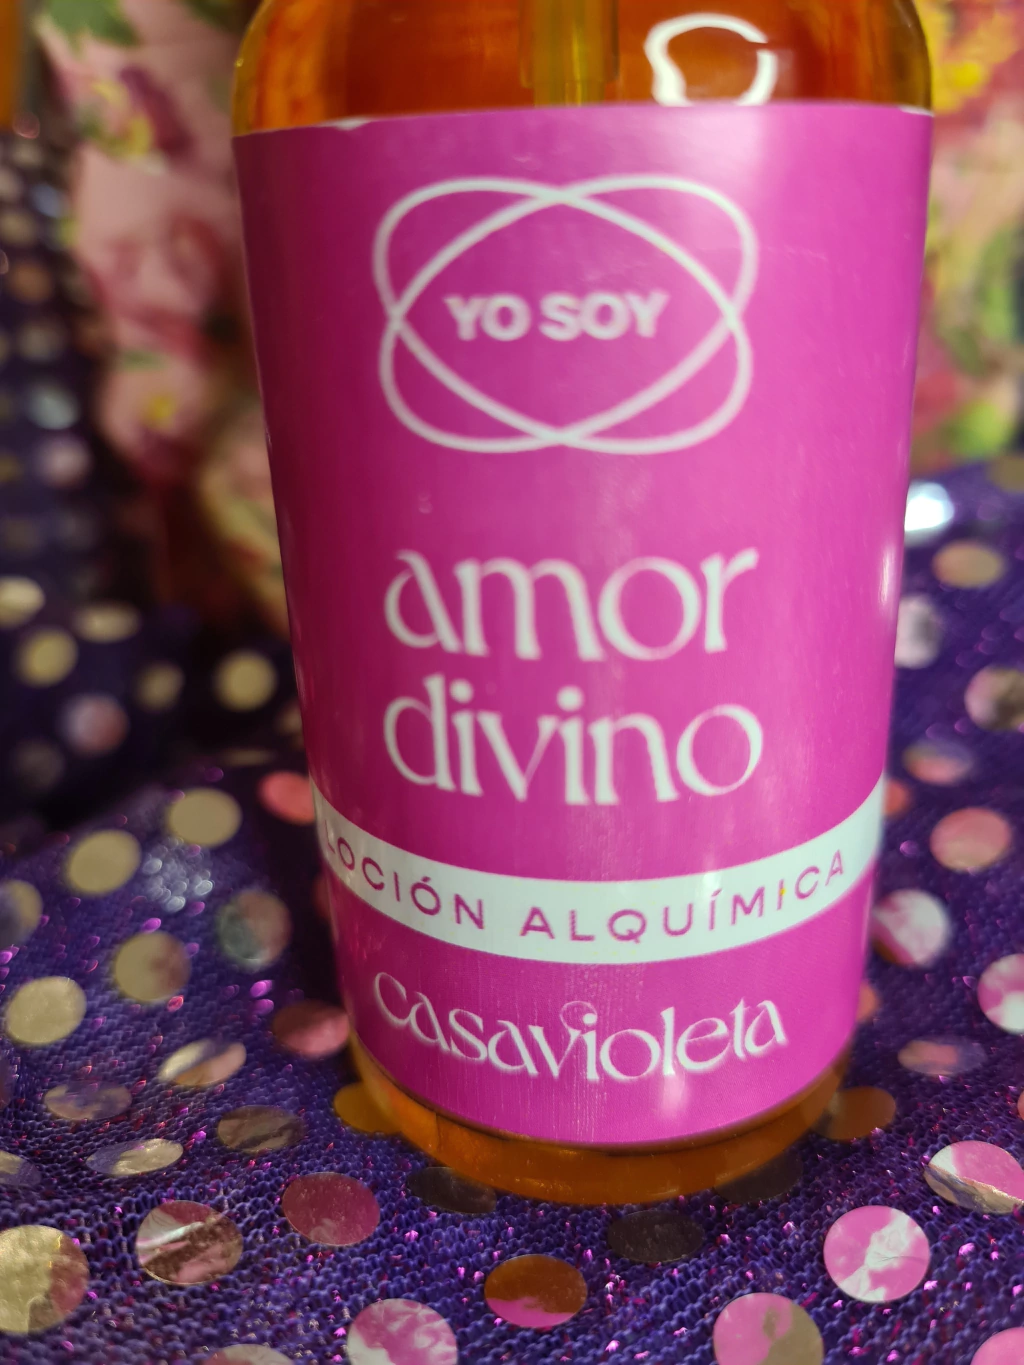 YO SOY
amor
divino
LOCIÓN ALQUÍMICA
casavioleta